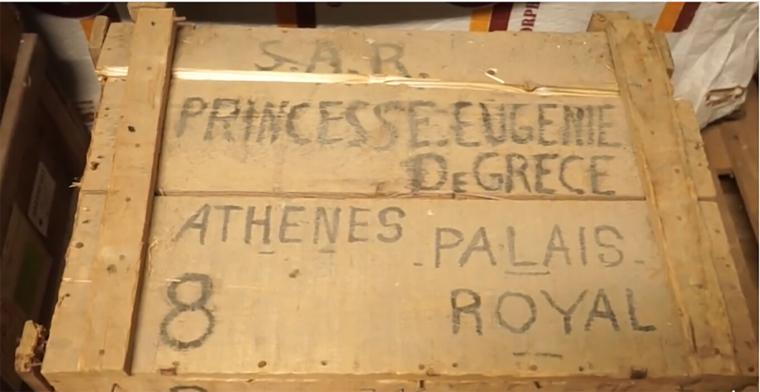 S.A.R.
PRINCESSE.EUGENIE
DE GRECE
ATHENES
PALAIS
8
ROYAL